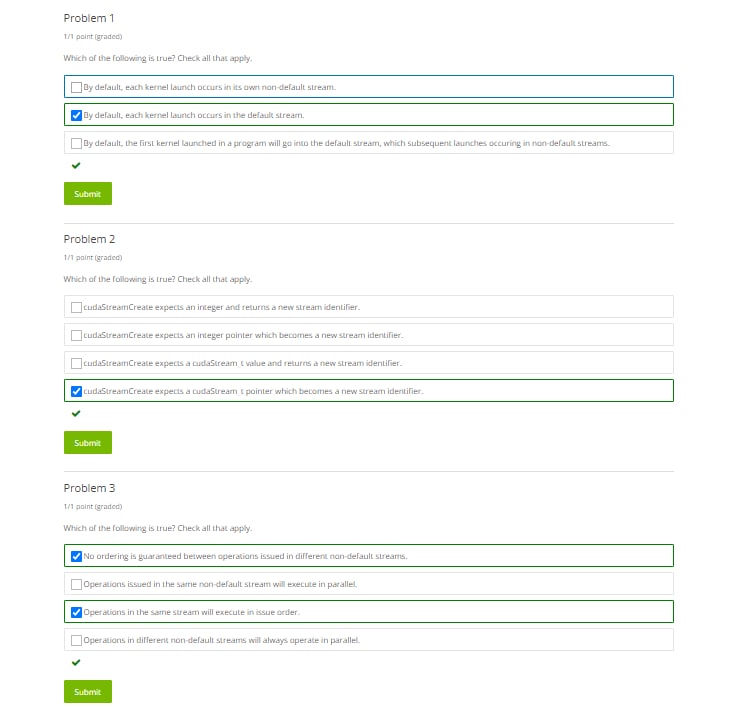 Problem 1
1/1 point (graded)
Which of the following is true? Check all that apply.
By default, each kernel launch occurs in its own non-default stream.
By default, each kernel launch occurs in the default stream.
By default, the first kernel launched in a program will go into the default stream, which subsequent launches occuring in non-default streams.
Submit
Problem 2
1/1 point (graded)
Which of the following is true? Check all that apply.
cudaStreamCreate expects an integer and returns a new stream identifier.
cudaStreamCreate expects an integer pointer which becomes a new stream identifier.
cudaStreamCreate expects a cudaStream_t value and returns a new stream identifier.
cudaStreamCreate expects a cudaStream_t pointer which becomes a new stream identifier.
Submit
Problem 3
1/1 point (graded)
Which of the following is true? Check all that apply.
No ordering is guaranteed between operations issued in different non-default streams.
Operations issued in the same non-default stream will execute in parallel.
Operations in the same stream will execute in issue order.
Operations in different non-default streams will always operate in parallel.
Submit